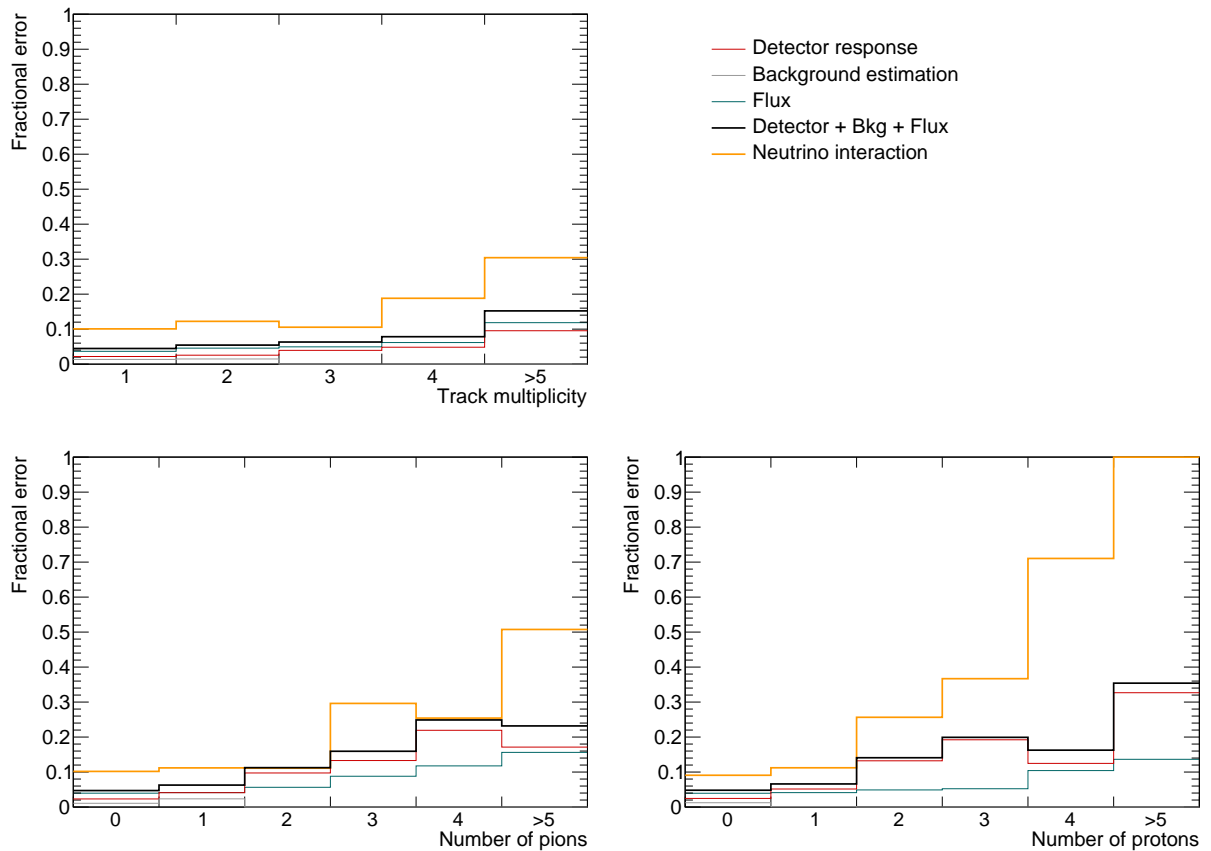 1
0.9
0.8
0.7
0.6
0.5
0.4
0.3
0.2
0.1
0
Fractional error
1 2 3 4 >5
Track multiplicity
Detector response
Background estimation
Flux
Detector + Bkg + Flux
Neutrino interaction
1
0.9
0.8
0.7
0.6
0.5
0.4
0.3
0.2
0.1
0
Fractional error
0 1 2 3 4 >5
Number of pions
1
0.9
0.8
0.7
0.6
0.5
0.4
0.3
0.2
0.1
0
Fractional error
0 1 2 3 4 >5
Number of protons